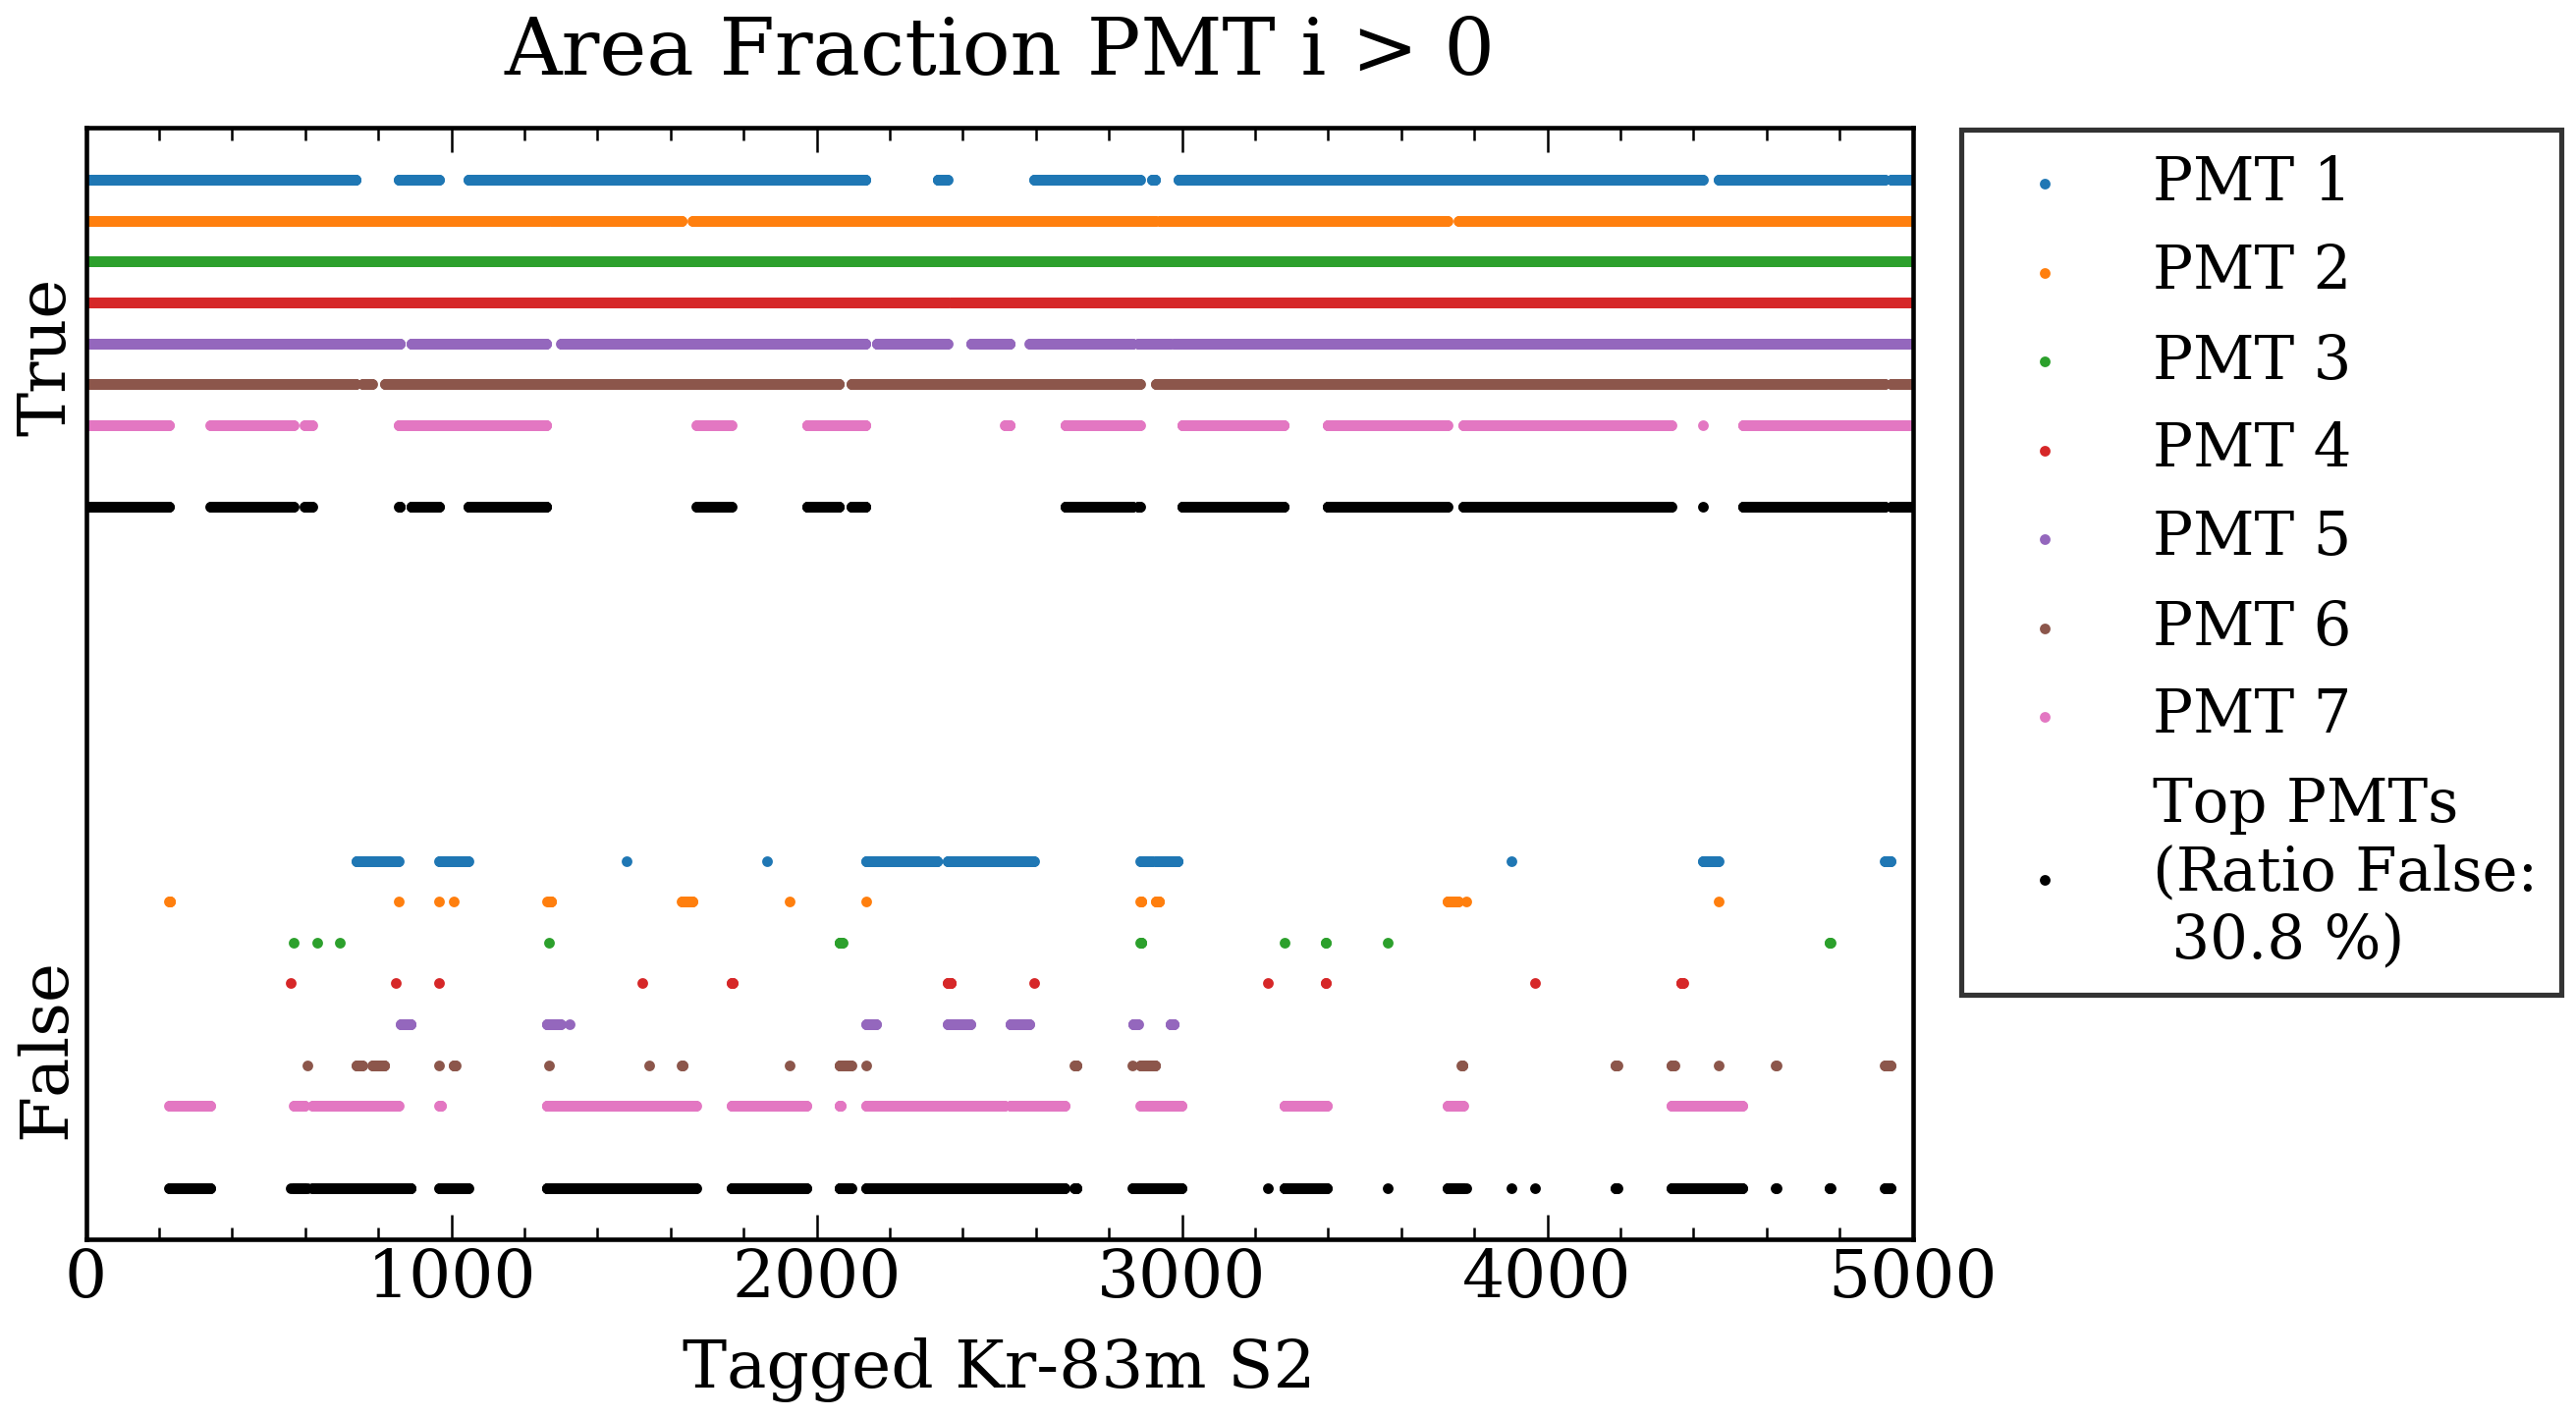 Area Fraction PMT i > 0
True
False
0 1000 2000 3000 4000 5000
Tagged Kr-83m S2
PMT 1
PMT 2
PMT 3
PMT 4
PMT 5
PMT 6
PMT 7
Top PMTs
(Ratio False:
30.8 %)